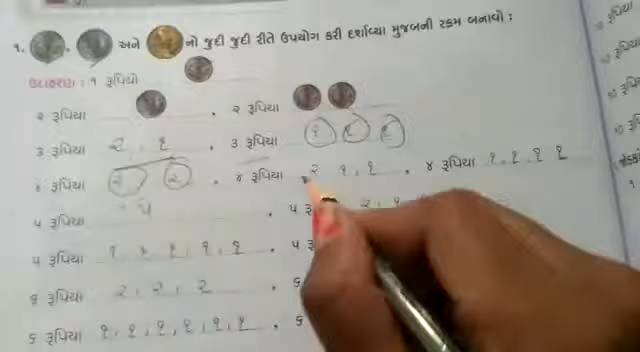 ૧. , અને નો જુદી જુદી રીતે ઉપયોગ કરી દર્શાવ્યા મુજબની રકમ બનાવો :
ઉદાહરણ : ૧ રૂપિયો
૨ રૂપિયા , ૨ રૂપિયા
૩ રૂપિયા ૨, ૧ , ૩ રૂપિયા ૧ ૧ ૧
૪ રૂપિયા ૨ ૨ , ૪ રૂપિયા ૨ ૧, ૧ , ૪ રૂપિયા ૧, ૧, ૧ ૧
૫ રૂપિયા ૫ , ૫ રૂ ૨, ૧
૫ રૂપિયા ૧ ૧ ૧, ૧, ૧ , ૫ રૂ
૬ રૂપિયા ૨, ૨, ૨ , ૬
૬ રૂપિયા ૧, ૧, ૧, ૧, ૧, ૧ , ૬